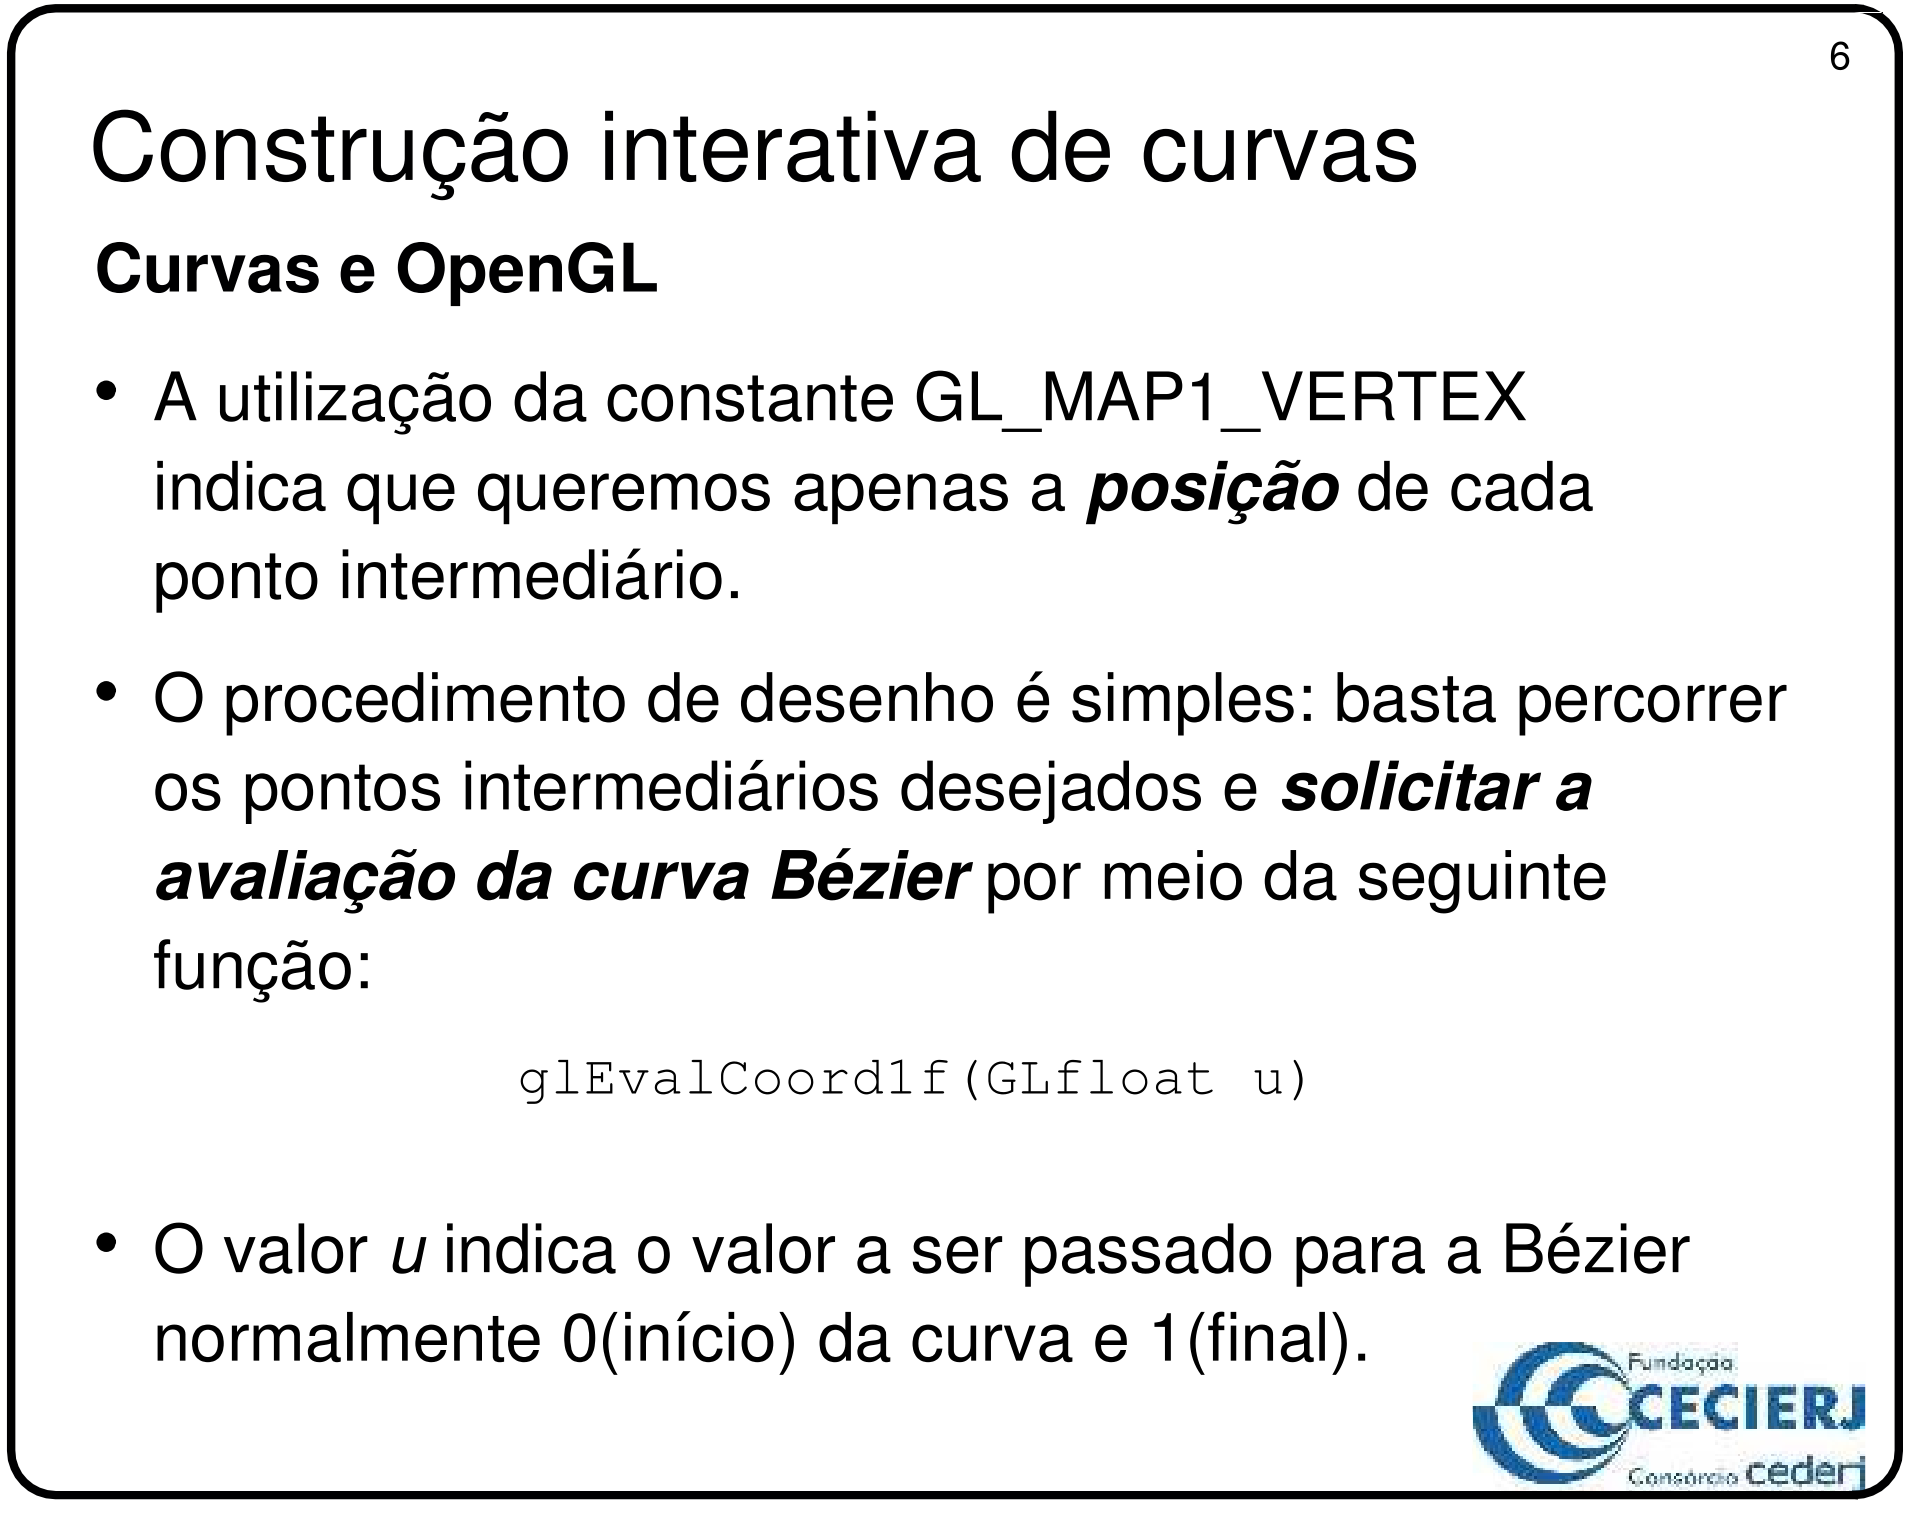 6
Construção interativa de curvas
Curvas e OpenGL
• A utilização da constante GL_MAP1_VERTEX
indica que queremos apenas a posição de cada
ponto intermediário.
• O procedimento de desenho é simples: basta percorrer
os pontos intermediários desejados e solicitar a
avaliação da curva Bézier por meio da seguinte
função:
glEvalCoord1f(GLfloat u)
• O valor u indica o valor a ser passado para a Bézier
normalmente 0(início) da curva e 1(final).
Fundação
CECIERJ
Consórcio cederj